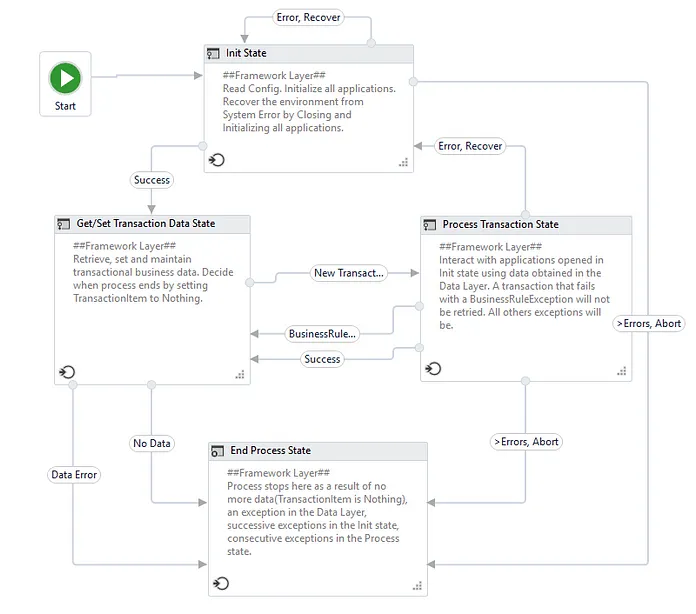 Error, Recover
Init State
##Framework Layer##
Read Config. Initialize all applications.
Recover the environment from
System Error by Closing and
Initializing all applications.
Start
Error, Recover
Success
Get/Set Transaction Data State
##Framework Layer##
Retrieve, set and maintain
transactional business data. Decide
when process ends by setting
TransactionItem to Nothing.
Process Transaction State
##Framework Layer##
Interact with applications opened in
Init state using data obtained in the
Data Layer. A transaction that fails
with a BusinessRuleException will not
be retried. All others exceptions will
be.
New Transact...
BusinessRule...
Success
>Errors, Abort
No Data
>Errors, Abort
Data Error
End Process State
##Framework Layer##
Process stops here as a result of no
more data(TransactionItem is Nothing),
an exception in the Data Layer,
successive exceptions in the Init state,
consecutive exceptions in the Process
state.